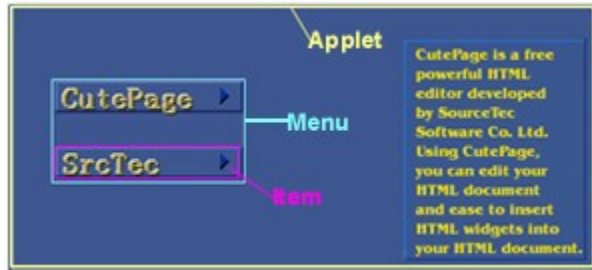 Applet
CutePage
Menu
SrcTec
Item
CutePage is a free
powerful HTML
editor developed
by SourceTec
Software Co. Ltd.
Using CutePage,
you can edit your
HTML document
and ease to insert
HTML widgets into
your HTML document.